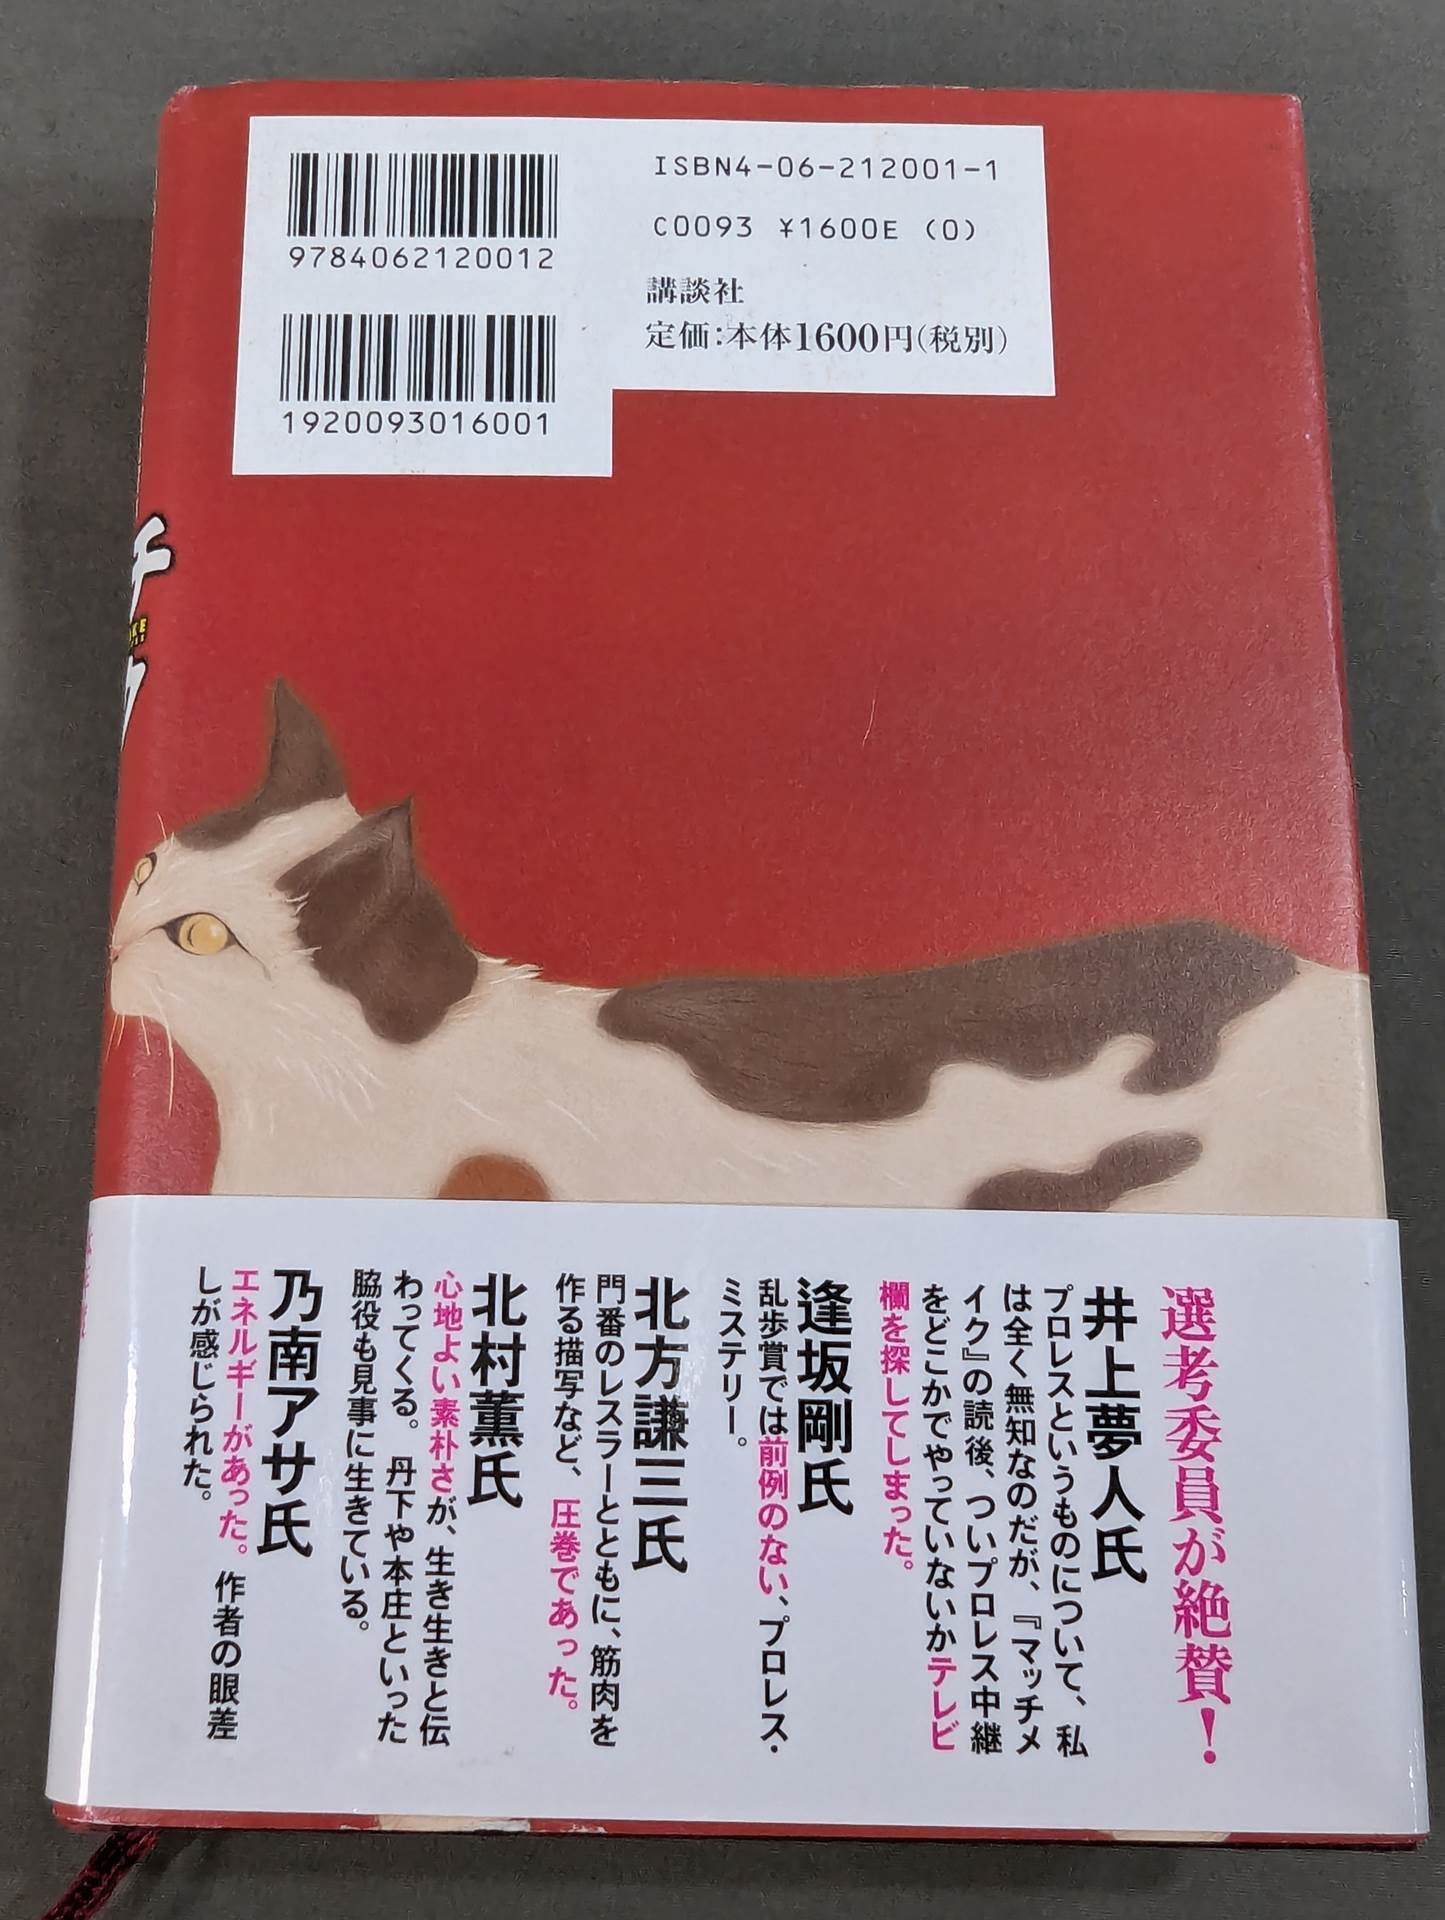 9784062120012
1920093016001
ISBN4-06-212001-1
C0093 ¥1600E (0)
講談社
定価：本体1600円（税別）
チ
AKE
ク
選考委員が絶賛！
井上夢人氏
プロレスというものについて、私
は全く無知なのだが、『マッチメ
イク』の読後、ついプロレス中継
をどこかでやっていないかテレビ
欄を探してしまった。
逢坂剛氏
乱歩賞では前例のない、プロレス・
ミステリー。
北方謙三氏
門番のレスラーとともに、筋肉を
作る描写など、圧巻であった。
北村薫氏
心地よい素朴さが、生き生きと伝
わってくる。丹下や本庄といった
脇役も見事に生きている。
乃南アサ氏
エネルギーがあった。作者の眼差
しが感じられた。